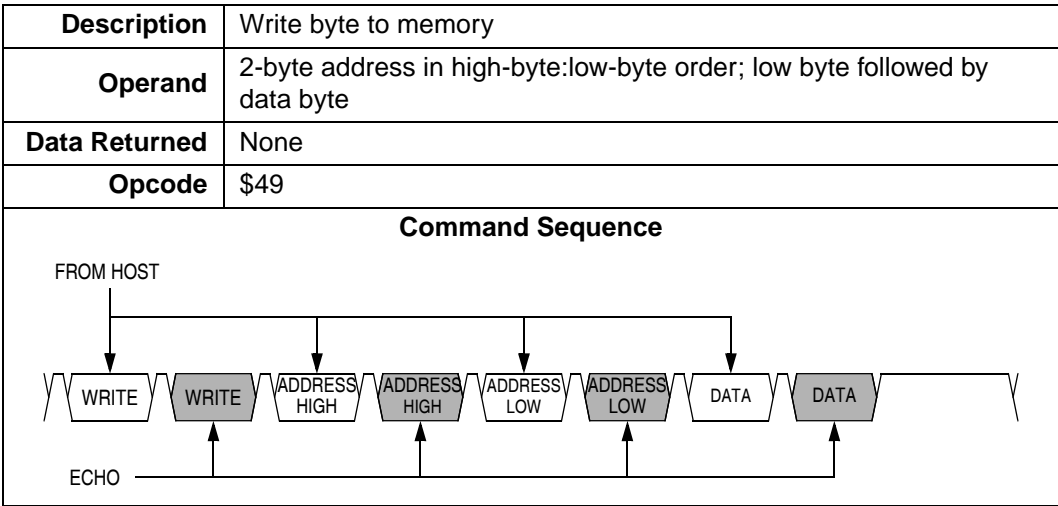 Description Write byte to memory
Operand 2-byte address in high-byte:low-byte order; low byte followed by
data byte
Data Returned None
Opcode $49
Command Sequence
FROM HOST
WRITE WRITE ADDRESS HIGH ADDRESS HIGH ADDRESS LOW ADDRESS LOW DATA DATA
ECHO